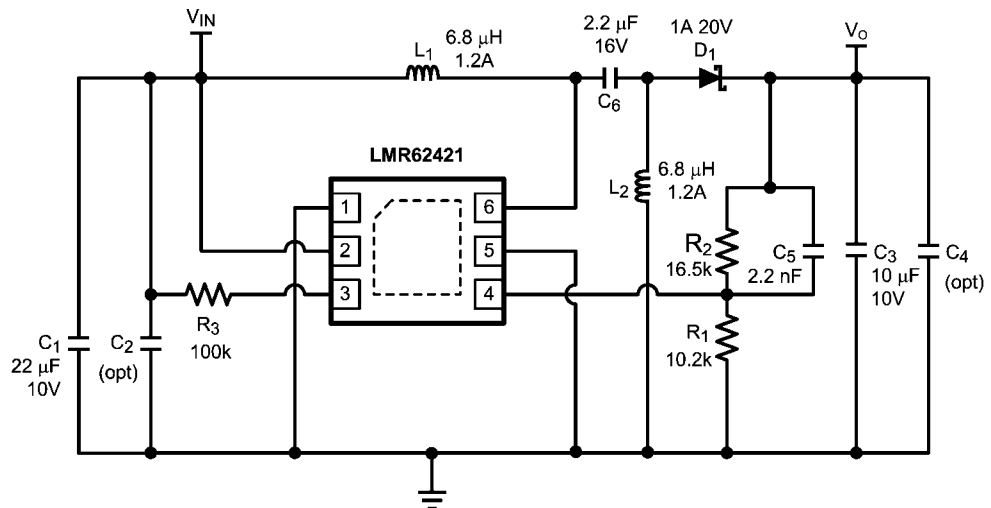 V_IN
L1
6.8 µH
1.2A
2.2 µF
16V
C6
1A 20V
D1
VO
LMR62421
1
2
3
6
5
4
L2
6.8 µH
1.2A
R2
16.5k
C5
2.2 nF
C3
10 µF
10V
C4
(opt)
R3
100k
R1
10.2k
C1
22 µF
10V
C2
(opt)